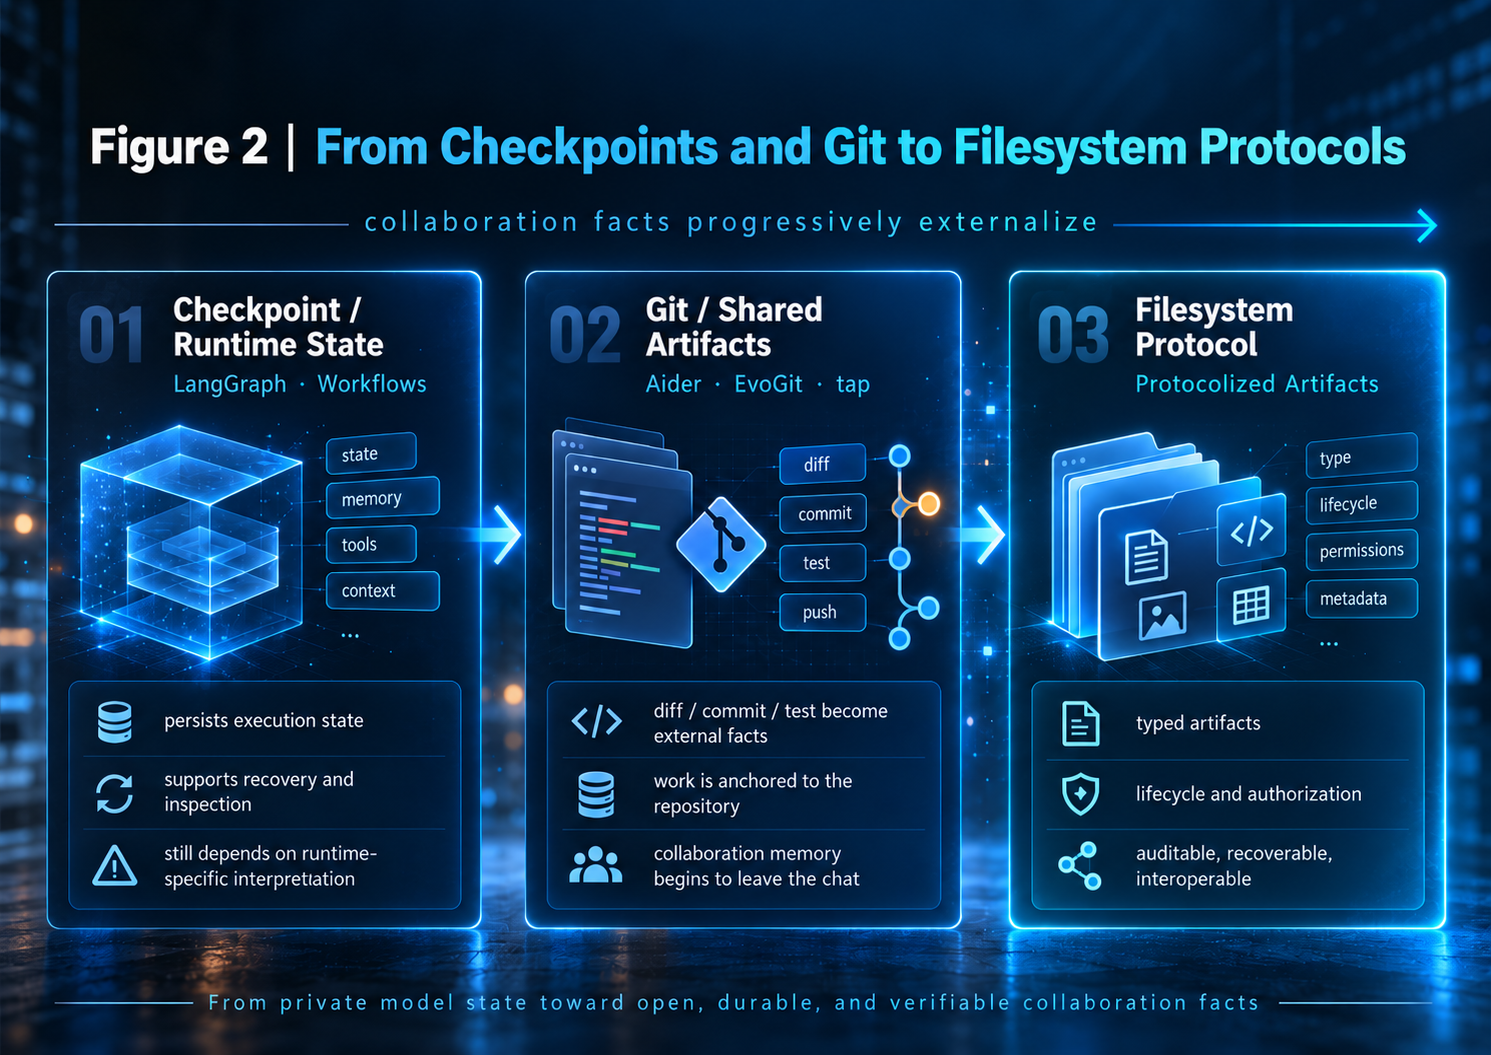 Figure 2 | From Checkpoints and Git to Filesystem Protocols
collaboration facts progressively externalize
01
Checkpoint /
Runtime State
LangGraph · Workflows
state
memory
tools
context
...
persists execution state
supports recovery and
inspection
still depends on runtime-
specific interpretation
02
Git / Shared
Artifacts
Aider · EvoGit · tap
diff
commit
test
push
diff / commit / test become
external facts
work is anchored to the
repository
collaboration memory
begins to leave the chat
03
Filesystem
Protocol
Protocolized Artifacts
type
lifecycle
permissions
metadata
...
typed artifacts
lifecycle and authorization
auditable, recoverable,
interoperable
From private model state toward open, durable, and verifiable collaboration facts